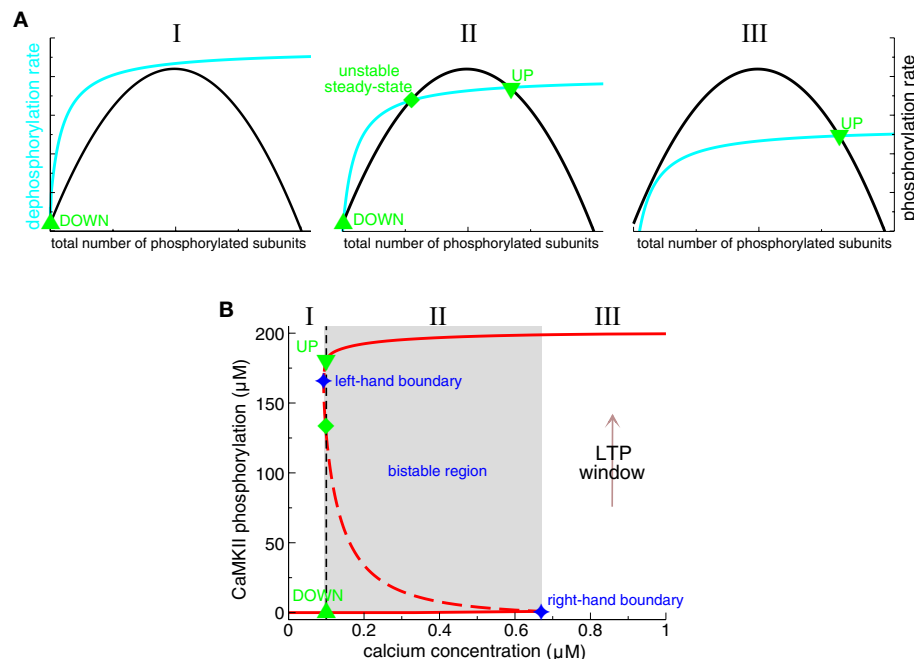 A
I
II
III
dephosphorylation rate
DOWN
total number of phosphorylated subunits
unstable
steady-state
UP
DOWN
total number of phosphorylated subunits
UP
total number of phosphorylated subunits
phosphorylation rate
B
I
II
III
CaMKII phosphorylation (μM)
200
150
100
50
0
UP
left-hand boundary
bistable region
LTP
window
DOWN
right-hand boundary
0
0.2
0.4
0.6
0.8
1
calcium concentration (μM)